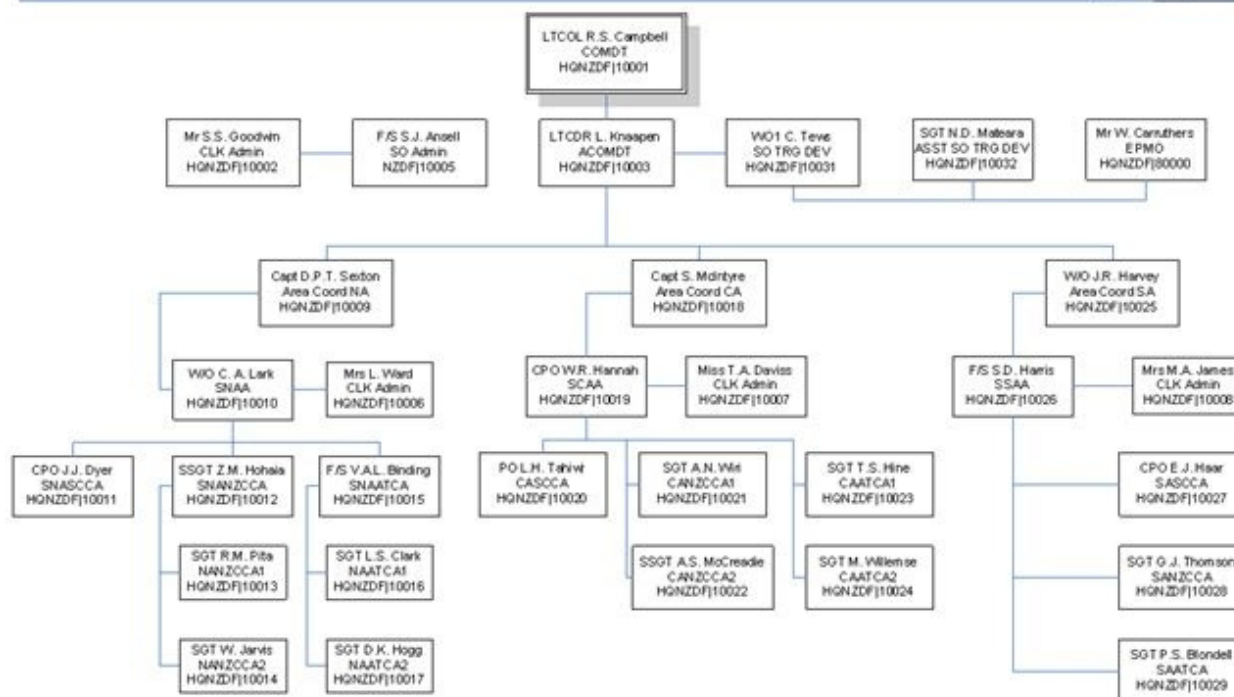 LTCOL R.S. Campbell
COMDT
HQNZDF|10001
Mr S.S. Goodwin
CLK Admin
HQNZDF|10002
F/S S.J. Ansell
SO Admin
NZDF|10005
LTCDR L. Knaapen
ACOMDT
HQNZDF|10003
WO1 C. Tews
SO TRG DEV
HQNZDF|10031
SGT N.D. Mateara
ASST SO TRG DEV
HQNZDF|10032
Mr W. Carruthers
EPMO
HQNZDF|80000
Capt D.P.T. Sexton
Area Coord NA
HQNZDF|10009
Capt S. McIntyre
Area Coord CA
HQNZDF|10018
W/O J.R. Harvey
Area Coord SA
HQNZDF|10025
W/O C. A. Lark
SNAA
HQNZDF|10010
Mrs L. Ward
CLK Admin
HQNZDF|10006
CPO W.R. Hannah
SCAA
HQNZDF|10019
Miss T.A. Daviss
CLK Admin
HQNZDF|10007
F/S S.D. Harris
SSAA
HQNZDF|10026
Mrs M.A. James
CLK Admin
HQNZDF|10008
CPO J.J. Dyer
SNASCCA
HQNZDF|10011
SSGT Z.M. Hohaia
SNANZCCA
HQNZDF|10012
F/S V.A.L. Binding
SNAATCA
HQNZDF|10015
PO L.H. Tahiwi
CASCCA
HQNZDF|10020
SGT A.N. Wiri
CANZCCA1
HQNZDF|10021
SGT T.S. Hine
CAATCA1
HQNZDF|10023
CPO E.J. Haar
SASCCA
HQNZDF|10027
SGT R.M. Pita
NANZCCA1
HQNZDF|10013
SGT L.S. Clark
NAATCA1
HQNZDF|10016
SSGT A.S. McCreadie
CANZCCA2
HQNZDF|10022
SGT M. Willemse
CAATCA2
HQNZDF|10024
SGT G.J. Thomson
SANZCCA
HQNZDF|10028
SGT W. Jarvis
NANZCCA2
HQNZDF|10014
SGT D.K. Hogg
NAATCA2
HQNZDF|10017
SGT P.S. Blondell
SAATCA
HQNZDF|10029